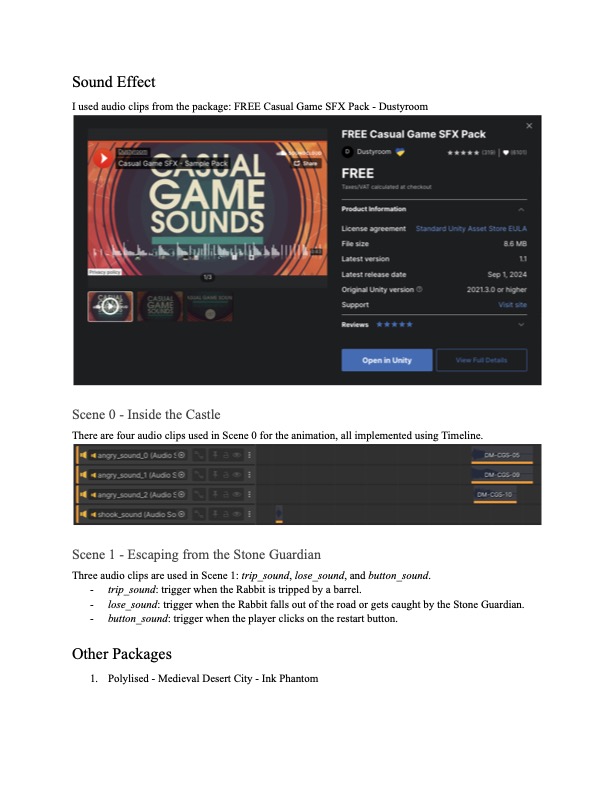 Sound Effect
I used audio clips from the package: FREE Casual Game SFX Pack - Dustyroom
FREE Casual Game SFX Pack
Dustyroom
Casual Game SFX - Sample Pack
Share
CASUAL
GAME
SOUNDS
Privacy policy
1/3
D Dustyroom
FREE
Taxes/VAT calculated at checkout
Product Information
License agreement Standard Unity Asset Store EULA
File size 8.6 MB
Latest version 1.1
Latest release date Sep 1, 2024
Original Unity version 2021.3.0 or higher
Support Visit site
Reviews
Open in Unity View Full Details
Scene 0 - Inside the Castle
There are four Audio clips used in Scene 0 for the animation, all implemented using Timeline.
angry_sound_0 (Audio S DM-CGS-05
angry_sound_1 (Audio S DM-CGS-09
angry_sound_2 (Audio S DM-CGS-10
shook_sound (Audio So
Scene 1 - Escaping from the Stone Guardian
Three audio clips are used in Scene 1: trip_sound, lose_sound, and button_sound.
- trip_sound: trigger when the Rabbit is tripped by a barrel.
- lose_sound: trigger when the Rabbit falls out of the road or gets caught by the Stone Guardian.
- button_sound: trigger when the player clicks on the restart button.
Other Packages
1. Polylised - Medieval Desert City - Ink Phantom